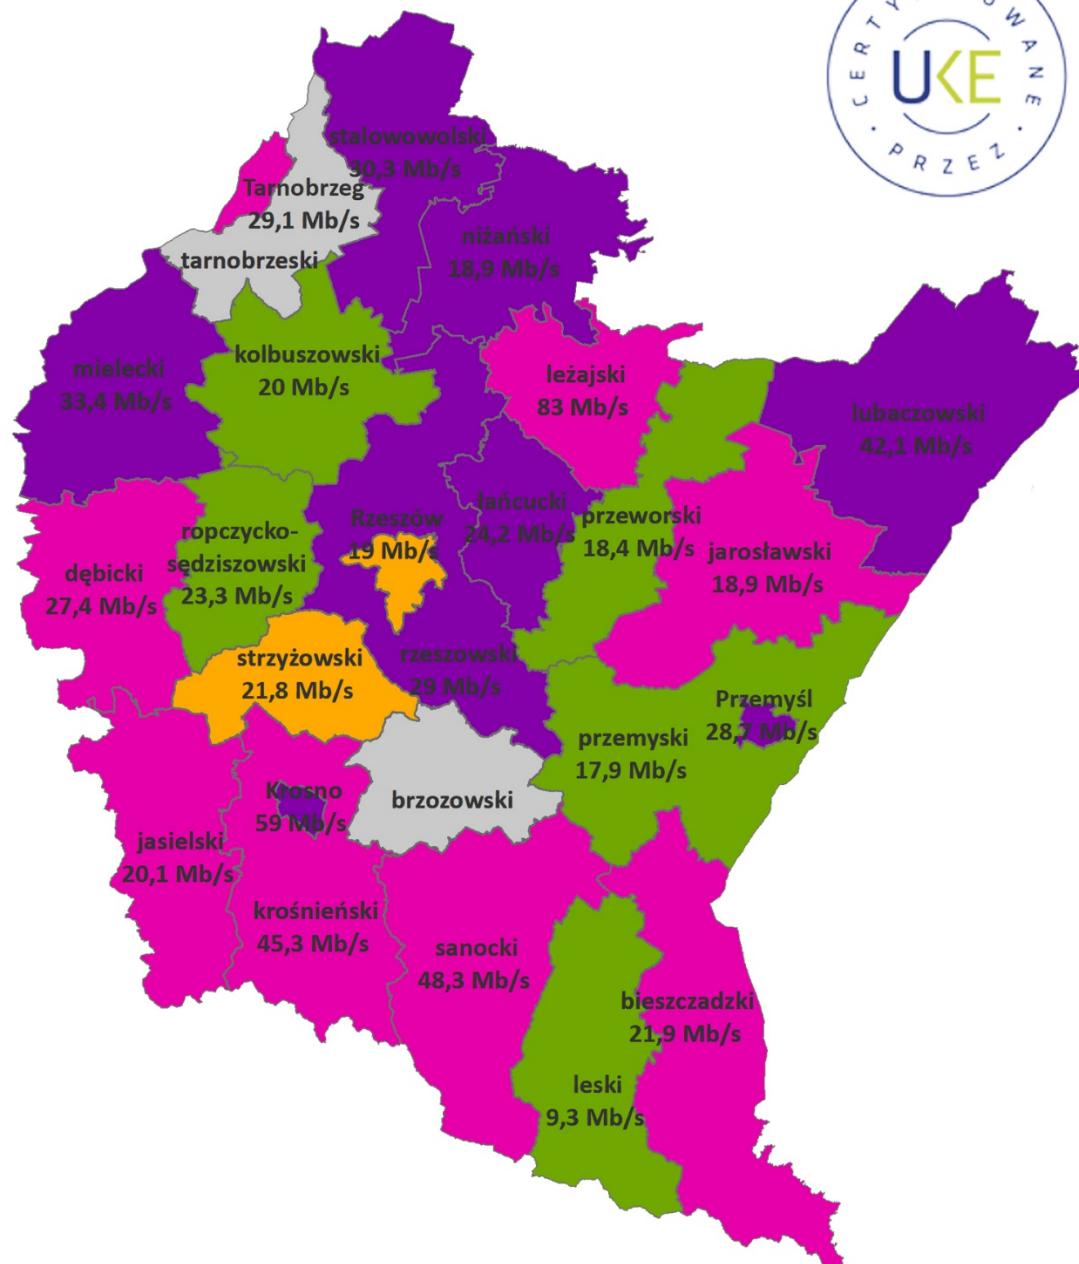 CERTY OWANE
PRZEZ
UKE
stalowowolski
30,3 Mb/s
Tarnobrzeg
29,1 Mb/s
tarnobrzeski
niżański
18,9 Mb/s
mielecki
33,4 Mb/s
kolbuszowski
20 Mb/s
leżajski
83 Mb/s
lubaczowski
42,1 Mb/s
łańcucki
24,2 Mb/s
Rzeszów
19 Mb/s
ropczycko-
sędziszowski
23,3 Mb/s
przeworski
18,4 Mb/s
jarosławski
18,9 Mb/s
dębicki
27,4 Mb/s
strzyżowski
21,8 Mb/s
rzeszowski
29 Mb/s
Przemyśl
28,7 Mb/s
przemyski
17,9 Mb/s
Krosno
59 Mb/s
brzozowski
jasielski
20,1 Mb/s
krośnieński
45,3 Mb/s
sanocki
48,3 Mb/s
bieszczadzki
21,9 Mb/s
leski
9,3 Mb/s